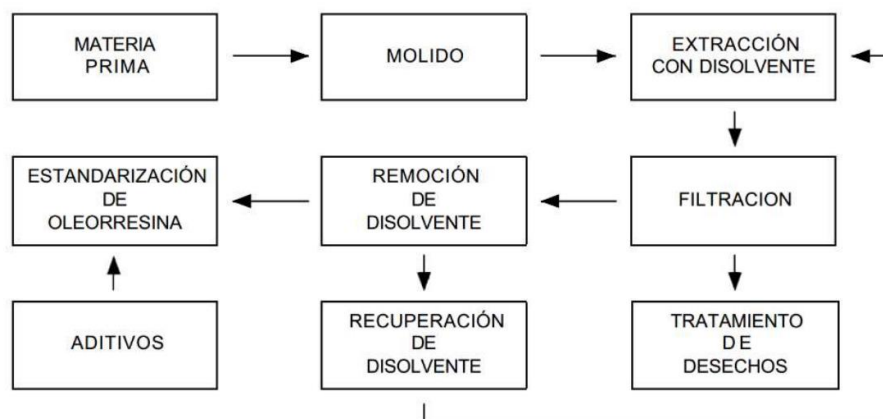 MATERIA
PRIMA
MOLIDO
EXTRACCIÓN
CON DISOLVENTE
ESTANDARIZACIÓN
DE
OLEORRESINA
REMOCIÓN
DE
DISOLVENTE
FILTRACION
ADITIVOS
RECUPERACIÓN
DE
DISOLVENTE
TRATAMIENTO
D E
DESECHOS